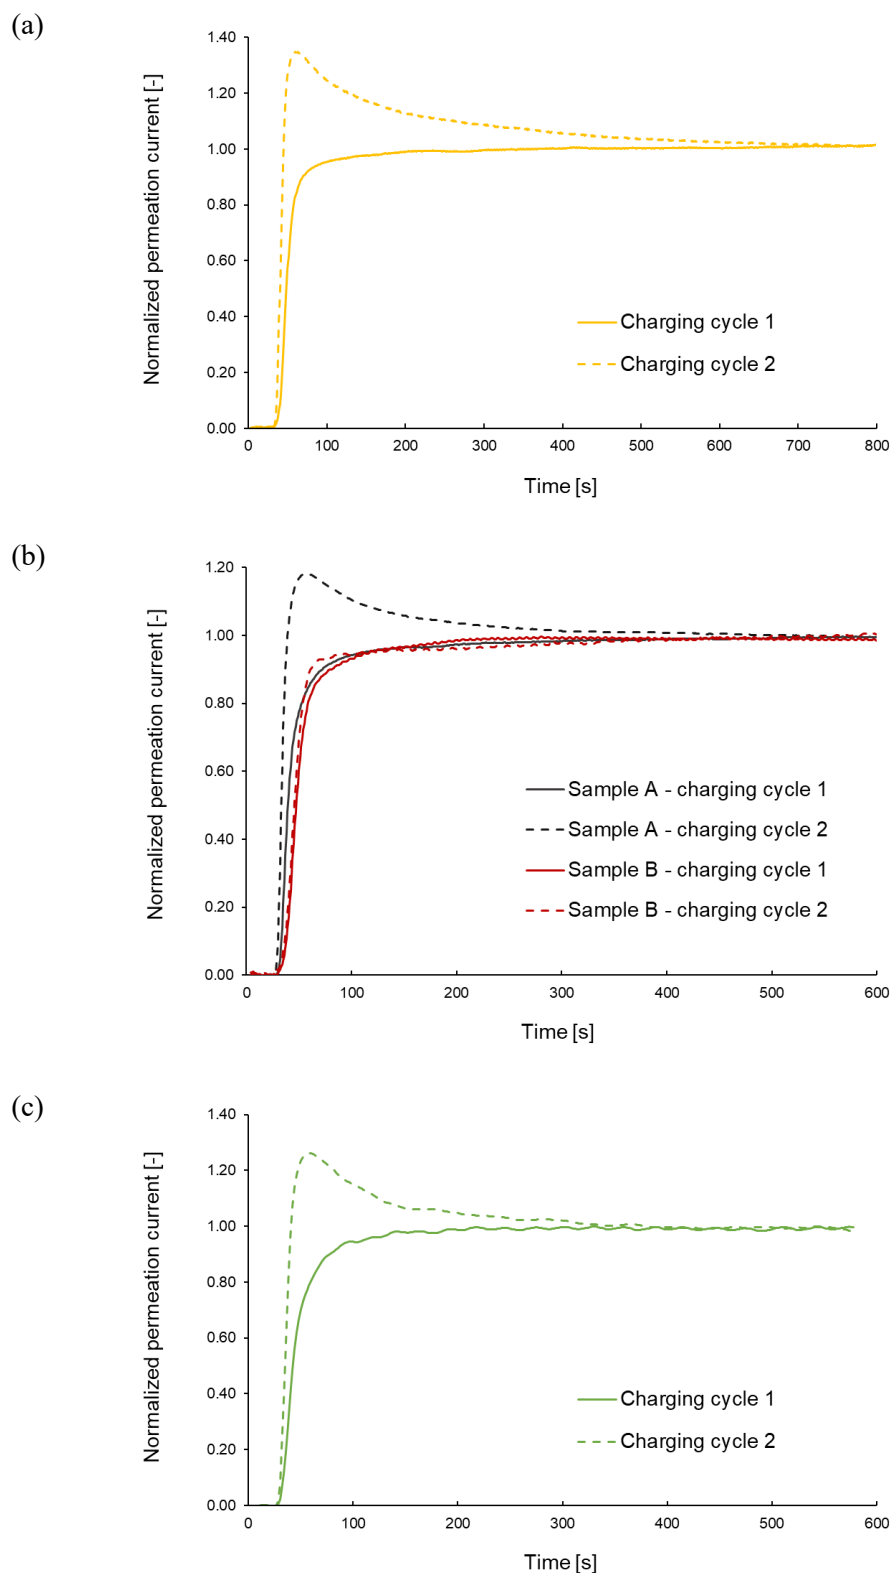 (a)
Normalized permeation current [-]
1.40
1.20
1.00
0.80
0.60
0.40
0.20
0.00
Charging cycle 1
Charging cycle 2
0 100 200 300 400 500 600 700 800
Time [s]
(b)
Normalized permeation current [-]
1.20
1.00
0.80
0.60
0.40
0.20
0.00
Sample A - charging cycle 1
Sample A - charging cycle 2
Sample B - charging cycle 1
Sample B - charging cycle 2
0 100 200 300 400 500 600
Time [s]
(c)
Normalized permeation current [-]
1.40
1.20
1.00
0.80
0.60
0.40
0.20
0.00
Charging cycle 1
Charging cycle 2
0 100 200 300 400 500 600
Time [s]